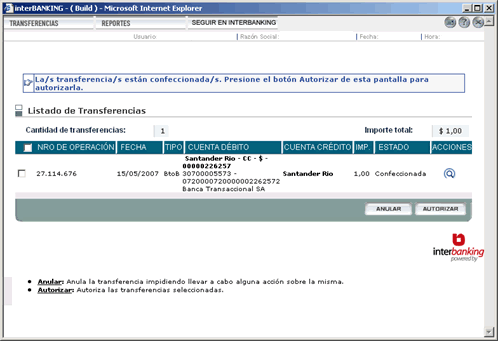 interBANKING - ( Build ) - Microsoft Internet Explorer
TRANSFERENCIAS REPORTES SEGUIR EN INTERBANKING
Usuario: Razón Social: Fecha: Hora:
La/s transferencia/s están confeccionada/s. Presione el botón Autorizar de esta pantalla para
autorizarla.
Listado de Transferencias
Cantidad de transferencias: 1 Importe total: $ 1,00
NRO DE OPERACIÓN FECHA TIPO CUENTA DÉBITO CUENTA CRÉDITO IMP. ESTADO ACCIONES
Santander Rio - CC - $ -
00000226257
27.114.676 15/05/2007 BtoB 30700005573 - Santander Rio 1,00 Confeccionada
0720000720000002262572
Banca Transaccional SA
ANULAR AUTORIZAR
interbanking
powered by
Anular: Anula la transferencia impidiendo llevar a cabo alguna acción sobre la misma.
Autorizar: Autoriza las transferencias seleccionadas.